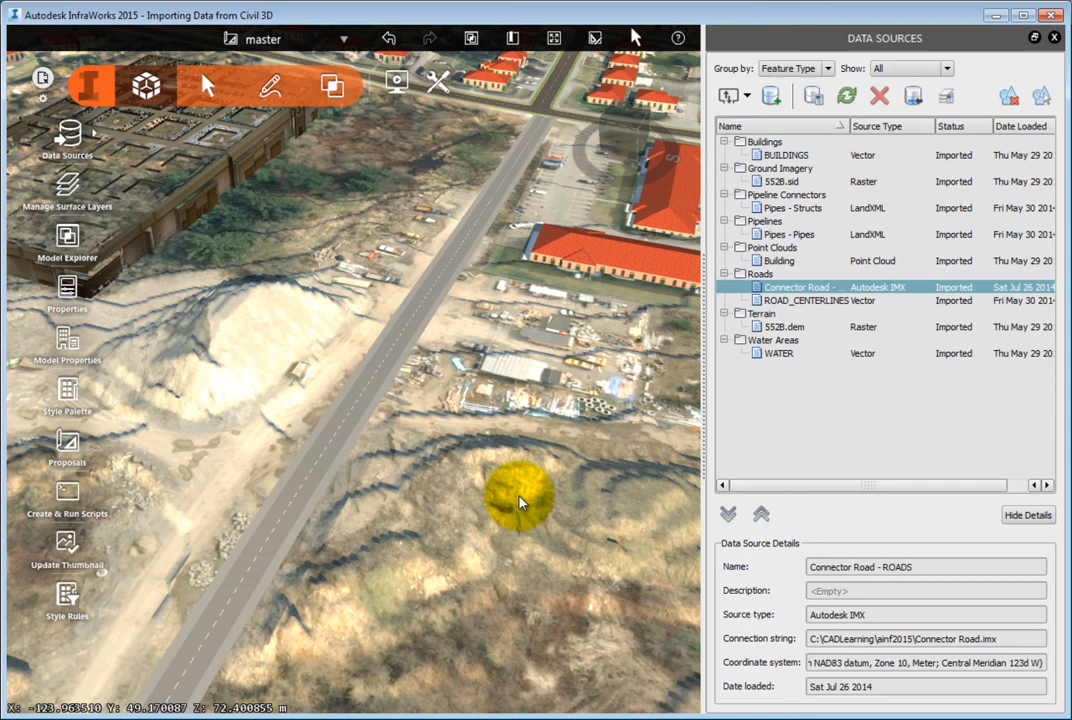 Autodesk InfraWorks 2015 - Importing Data from Civil 3D
master
DATA SOURCES
Group by: Feature Type Show: All
Data Sources
Manage Surface Layers
Model Explorer
Properties
Model Properties
Style Palette
Proposals
Create & Run Scripts
Update Thumbnail
Style Rules
Name Source Type Status Date Loaded
Buildings
BUILDINGS Vector Imported Thu May 29 20
Ground Imagery
552B.sid Raster Imported Thu May 29 20
Pipeline Connectors
Pipes - Structs LandXML Imported Fri May 30 2014
Pipelines
Pipes - Pipes LandXML Imported Fri May 30 2014
Point Clouds
Building Point Cloud Imported Thu May 29 20
Roads
Connector Road - ... Autodesk IMX Imported Sat Jul 26 2014
ROAD_CENTERLINES Vector Imported Fri May 30 2014
Terrain
552B.dem Raster Imported Thu May 29 20
Water Areas
WATER Vector Imported Thu May 29 20
Hide Details
Data Source Details
Name: Connector Road - ROADS
Description: <Empty>
Source type: Autodesk IMX
Connection string: C:\CADLearning\ainf2015\Connector Road.imx
Coordinate system: n NAD83 datum, Zone 10, Meter; Central Meridian 123d W)
Date loaded: Sat Jul 26 2014
X: -123.963510 Y: 49.170087 Z: 72.400855 m